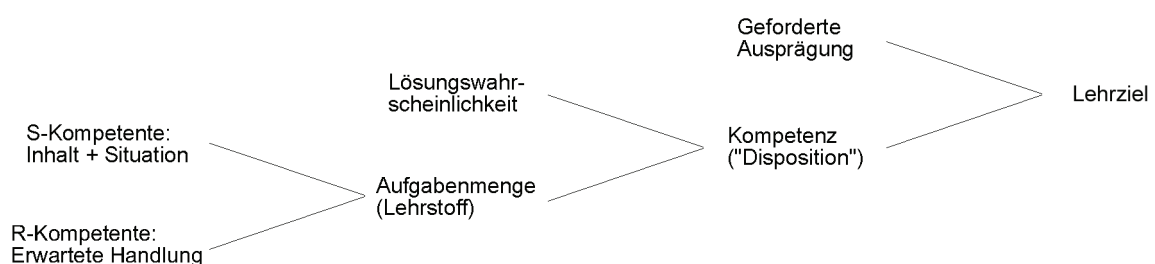 Geforderte
Ausprägung
Lösungswahr-
scheinlichkeit
Lehrziel
S-Kompetente:
Inhalt + Situation
Kompetenz
("Disposition")
Aufgabenmenge
(Lehrstoff)
R-Kompetente:
Erwartete Handlung